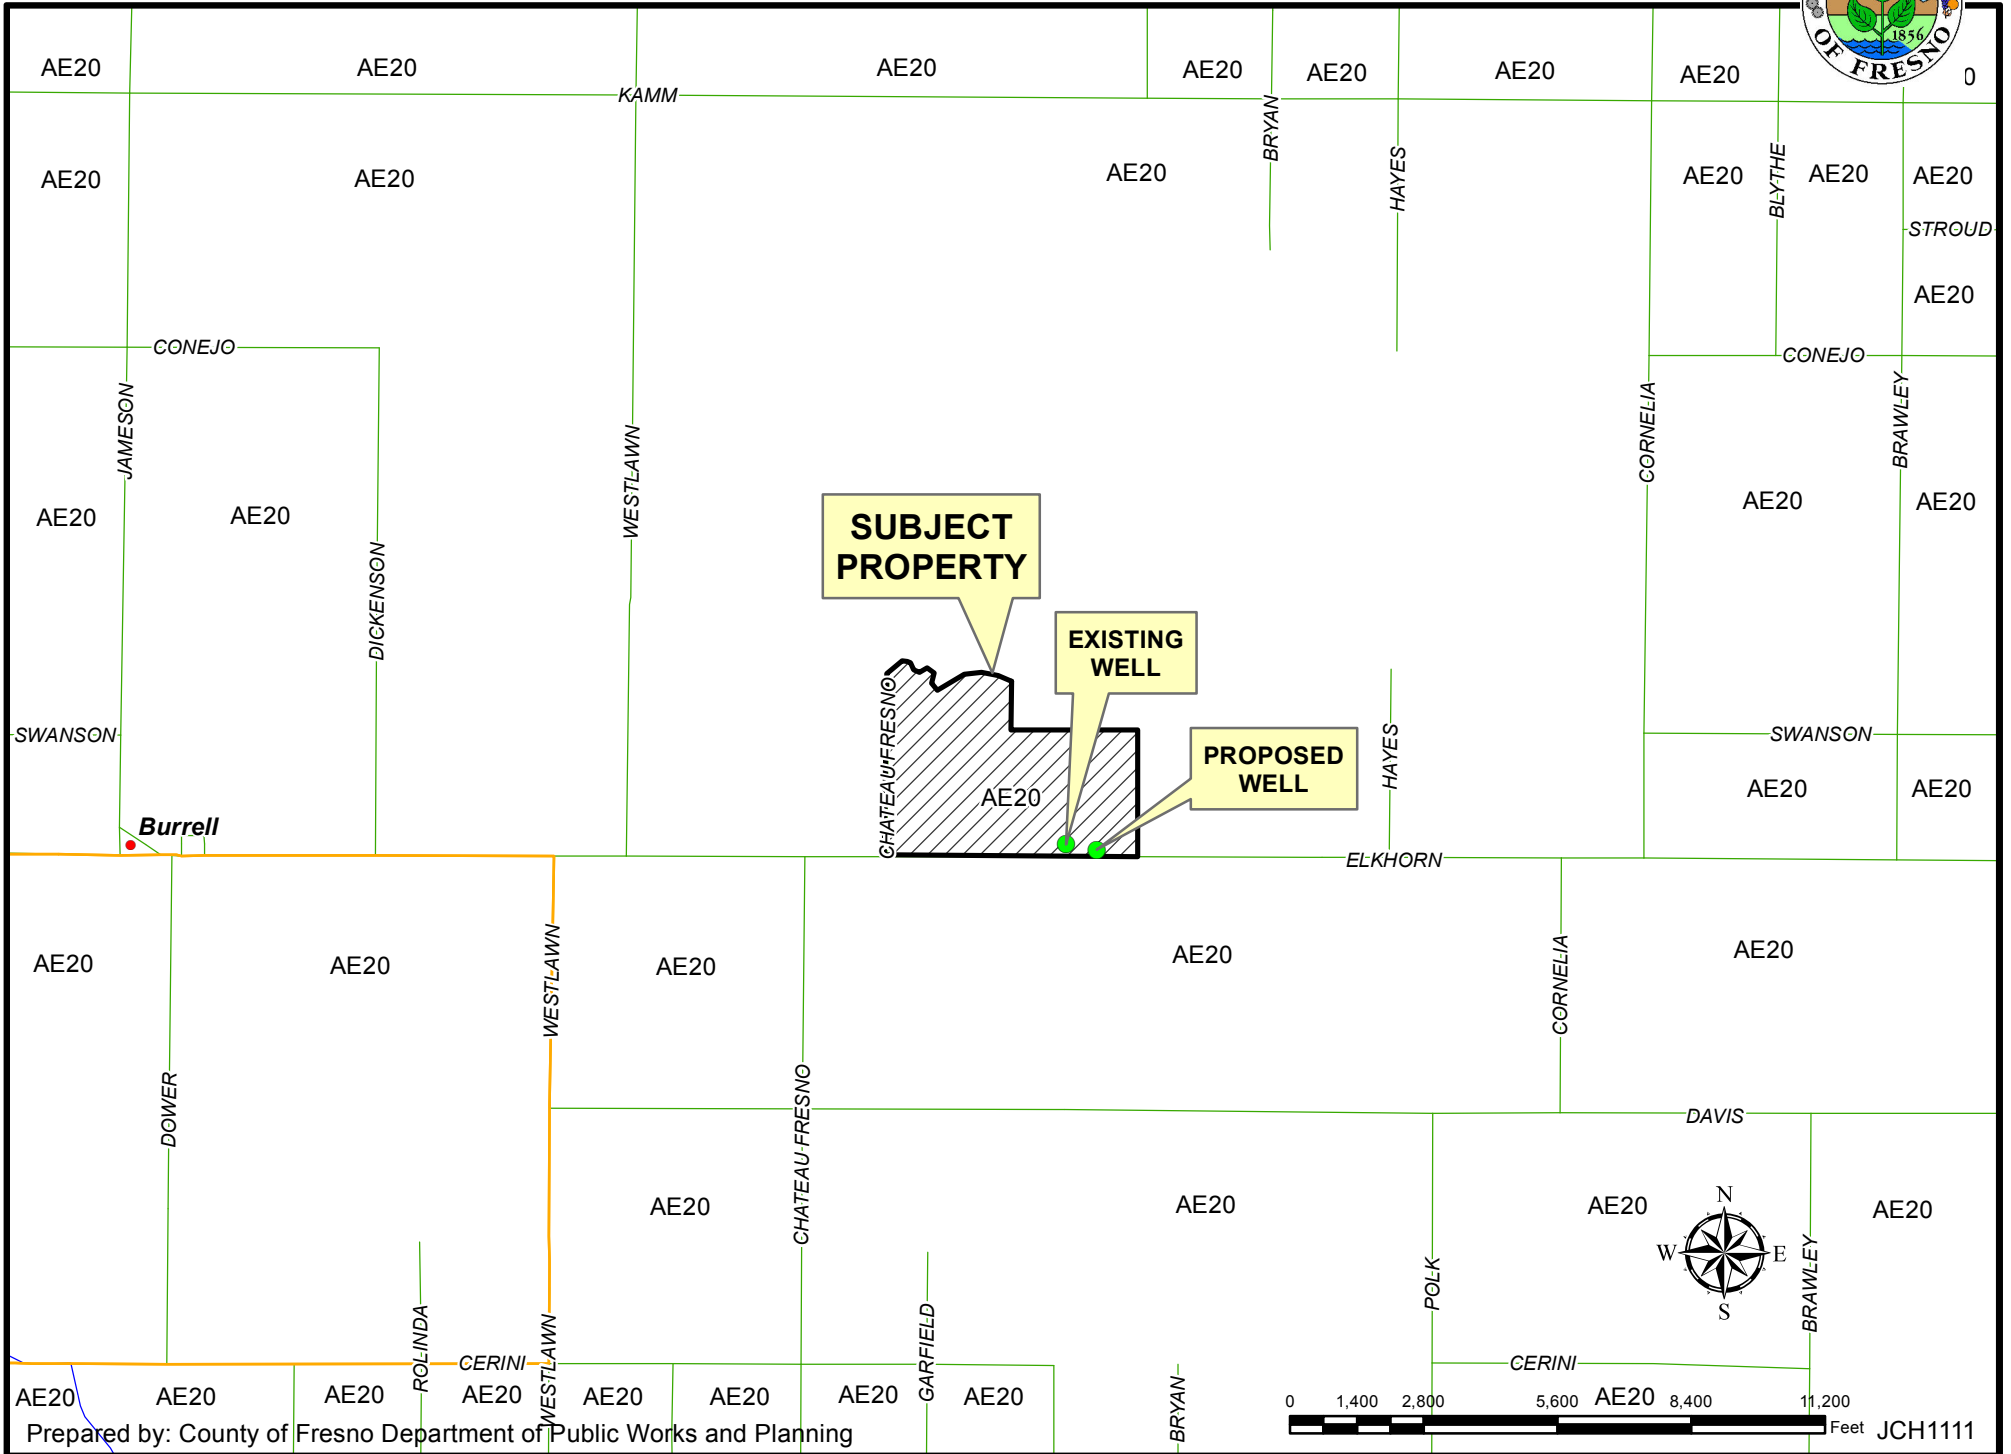 1856
OF FRESNO
AE20
AE20
AE20
AE20
AE20
AE20
AE20
0
KAMM
BRYAN
HAYES
BLYTHE
AE20
AE20
AE20
AE20
AE20
AE20
STROUD
AE20
CONEJO
CONEJO
JAMESON
WESTLAWN
CORNELIA
BRAWLEY
DICKENSON
AE20
AE20
AE20
AE20
SUBJECT
PROPERTY
EXISTING
WELL
PROPOSED
WELL
CHATEAU FRESNO
HAYES
SWANSON
SWANSON
AE20
AE20
AE20
Burrell
ELKHORN
AE20
AE20
AE20
AE20
AE20
WESTLAWN
CORNELIA
DOWER
CHATEAU FRESNO
DAVIS
AE20
AE20
AE20
AE20
N
W
E
S
POLK
BRAWLEY
ROLINDA
WESTLAWN
GARFIELD
BRYAN
CERINI
CERINI
AE20
AE20
AE20
AE20
AE20
AE20
AE20
AE20
AE20
0 1,400 2,800 5,600 8,400 11,200
Feet
JCH1111
Prepared by: County of Fresno Department of Public Works and Planning